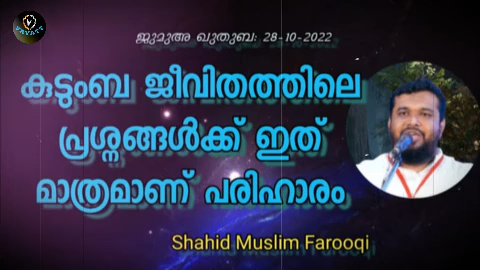 ജുമുഅ ഖുതുബ: 28-10-2022
കുടുംബ ജീവിതത്തിലെ
പ്രശ്നങ്ങൾക്ക് ഇത്
മാത്രമാണ് പരിഹാരം
Shahid Muslim Farooqi